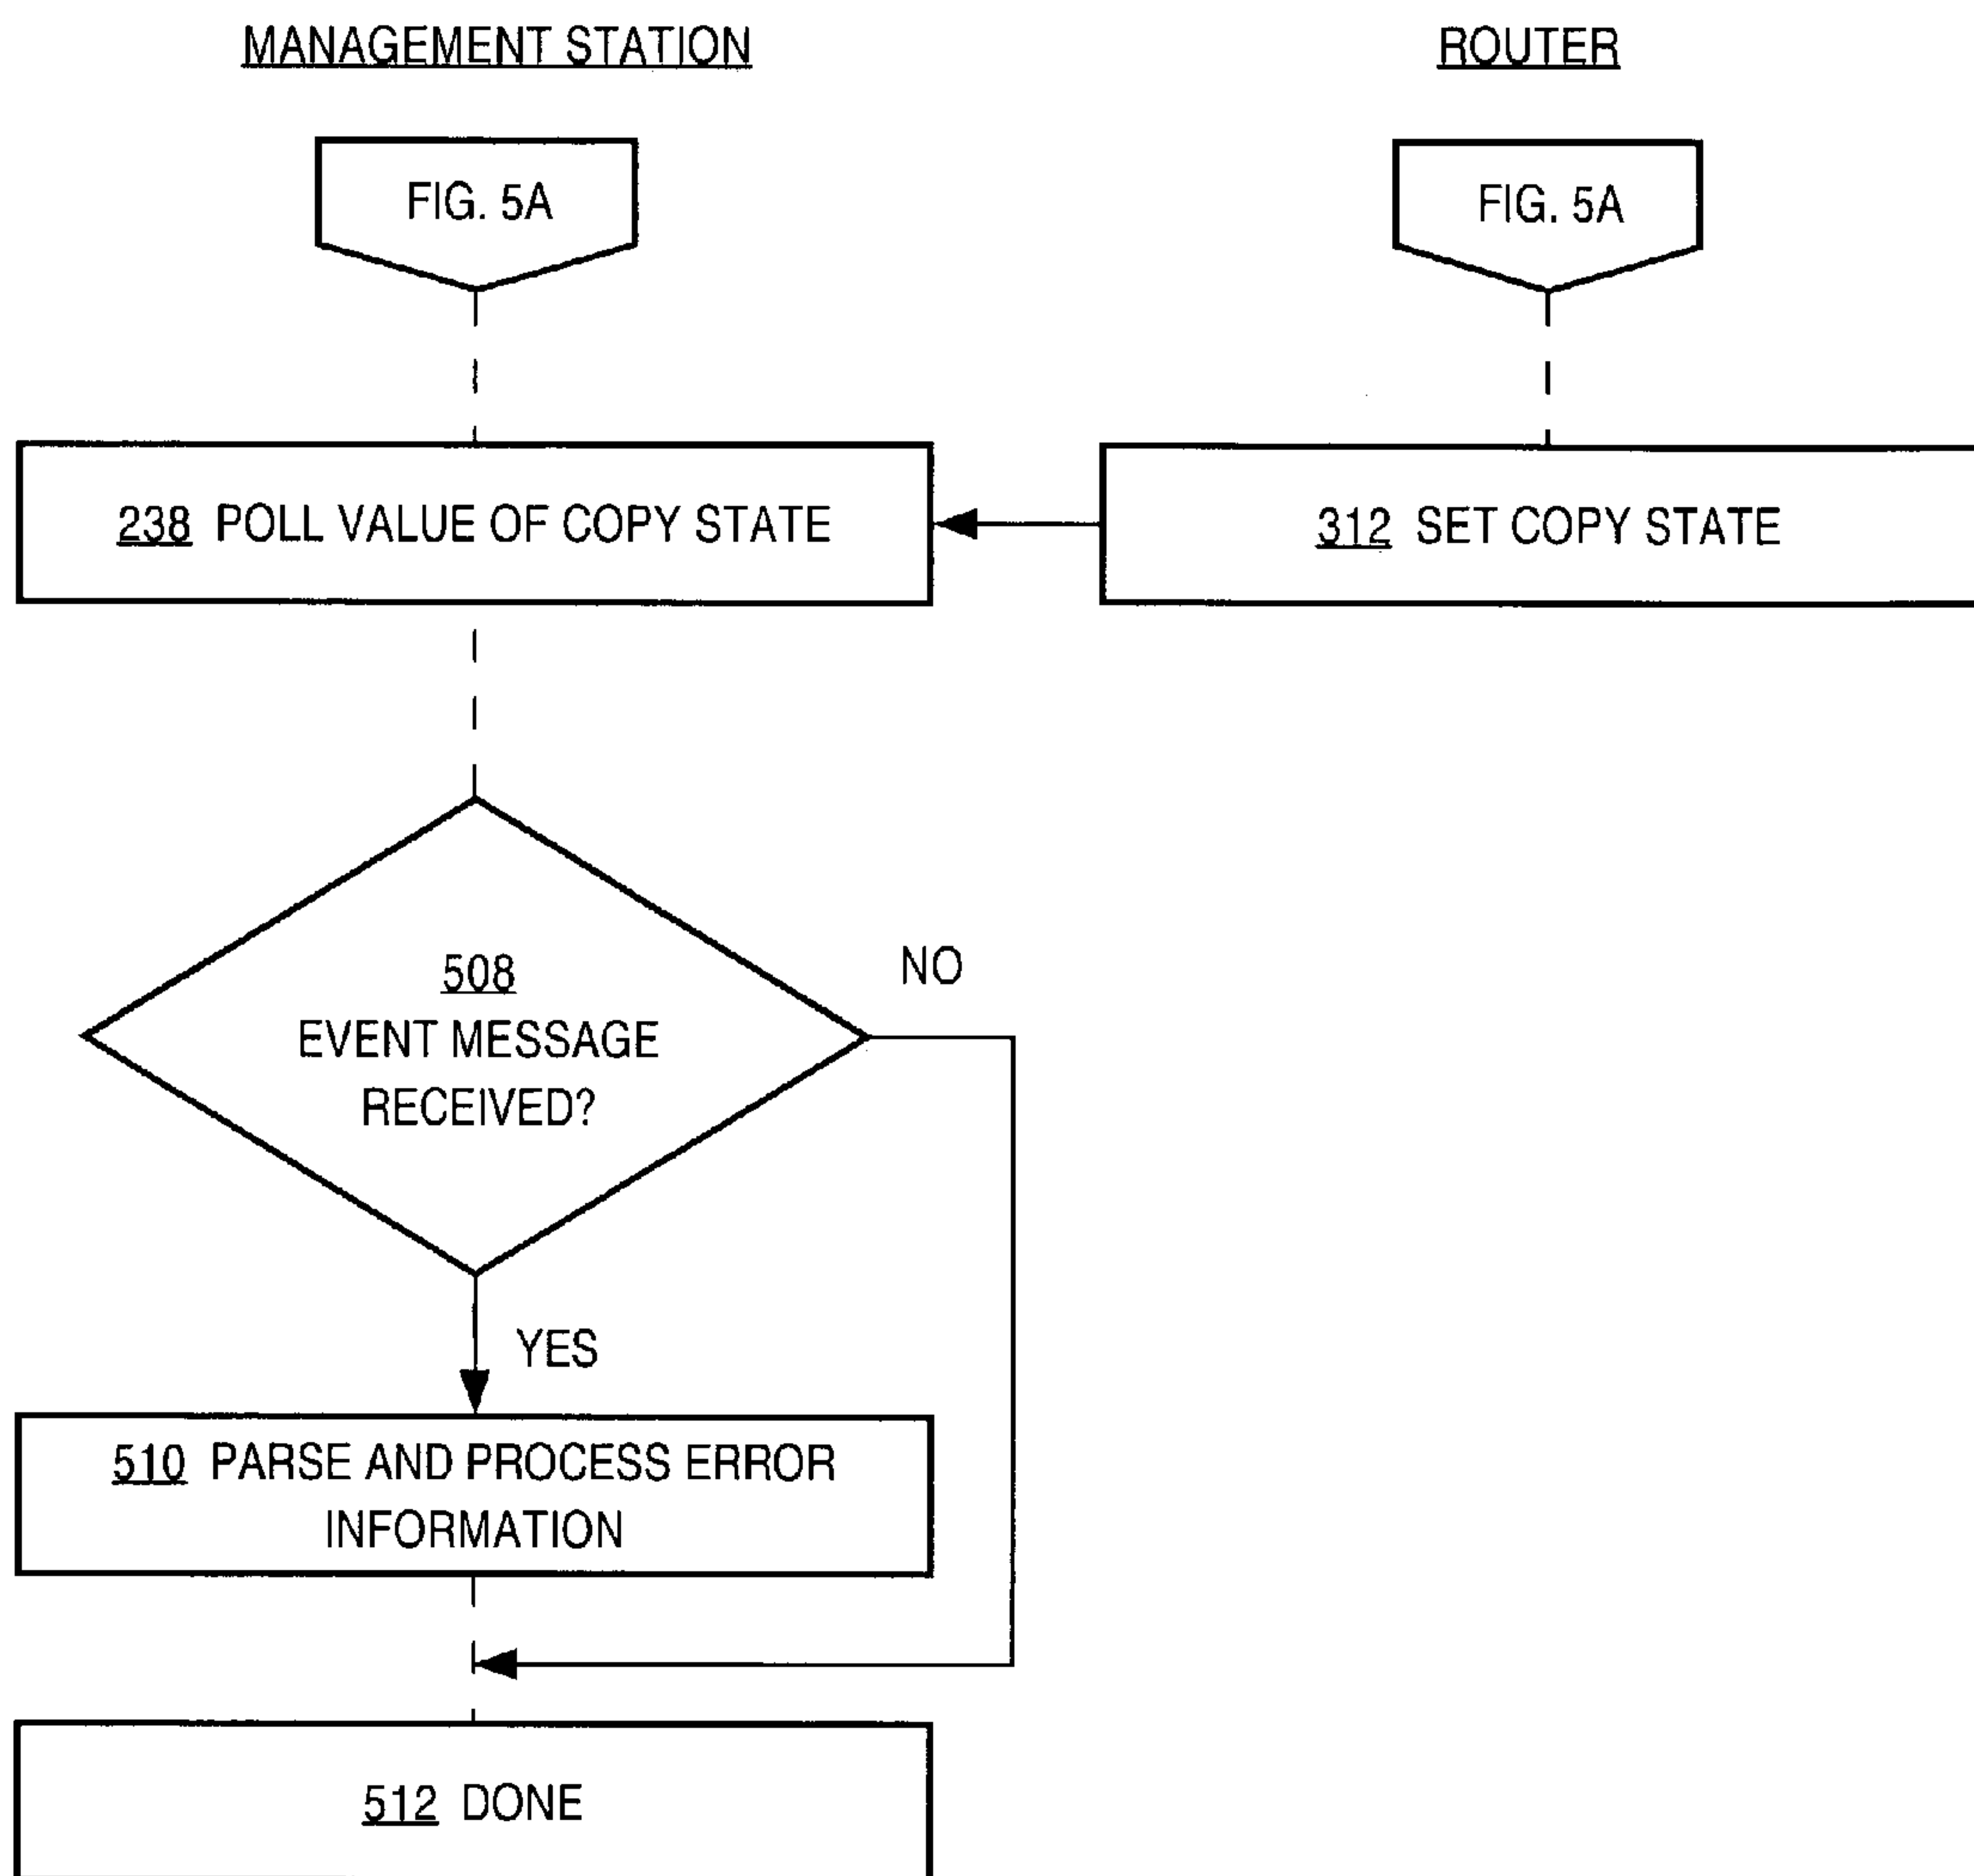 MANAGEMENT STATION
ROUTER
FIG. 5A
FIG. 5A
238 POLL VALUE OF COPY STATE
312 SET COPY STATE
508
EVENT MESSAGE
RECEIVED?
NO
YES
510 PARSE AND PROCESS ERROR
INFORMATION
512 DONE